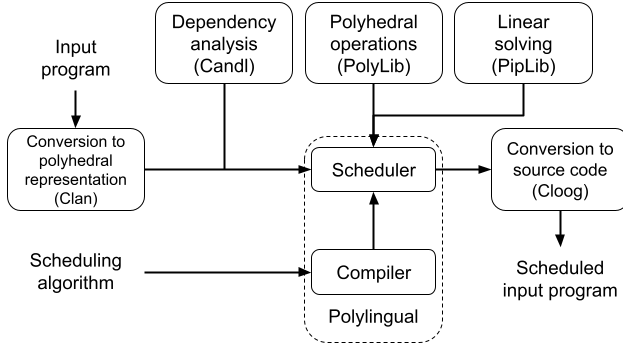 Dependency
analysis
(Candl)
Polyhedral
operations
(PolyLib)
Linear
solving
(PipLib)
Input
program
Conversion to
polyhedral
representation
(Clan)
Scheduler
Conversion to
source code
(Cloog)
Scheduling
algorithm
Compiler
Polylingual
Scheduled
input program